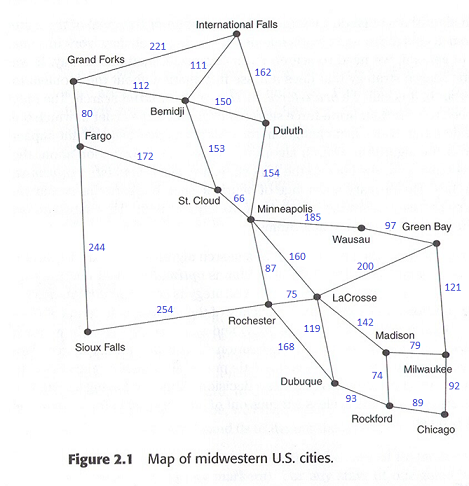 International Falls
221
Grand Forks
111
162
112
150
80
Bemidji
Duluth
Fargo
153
172
154
St. Cloud
66
Minneapolis
185
97
Green Bay
Wausau
244
160
200
87
121
75
LaCrosse
254
Rochester
119
142
Madison
Sioux Falls
168
79
Milwaukee
74
92
Dubuque
93
89
Rockford
Chicago
Figure 2.1 Map of midwestern U.S. cities.